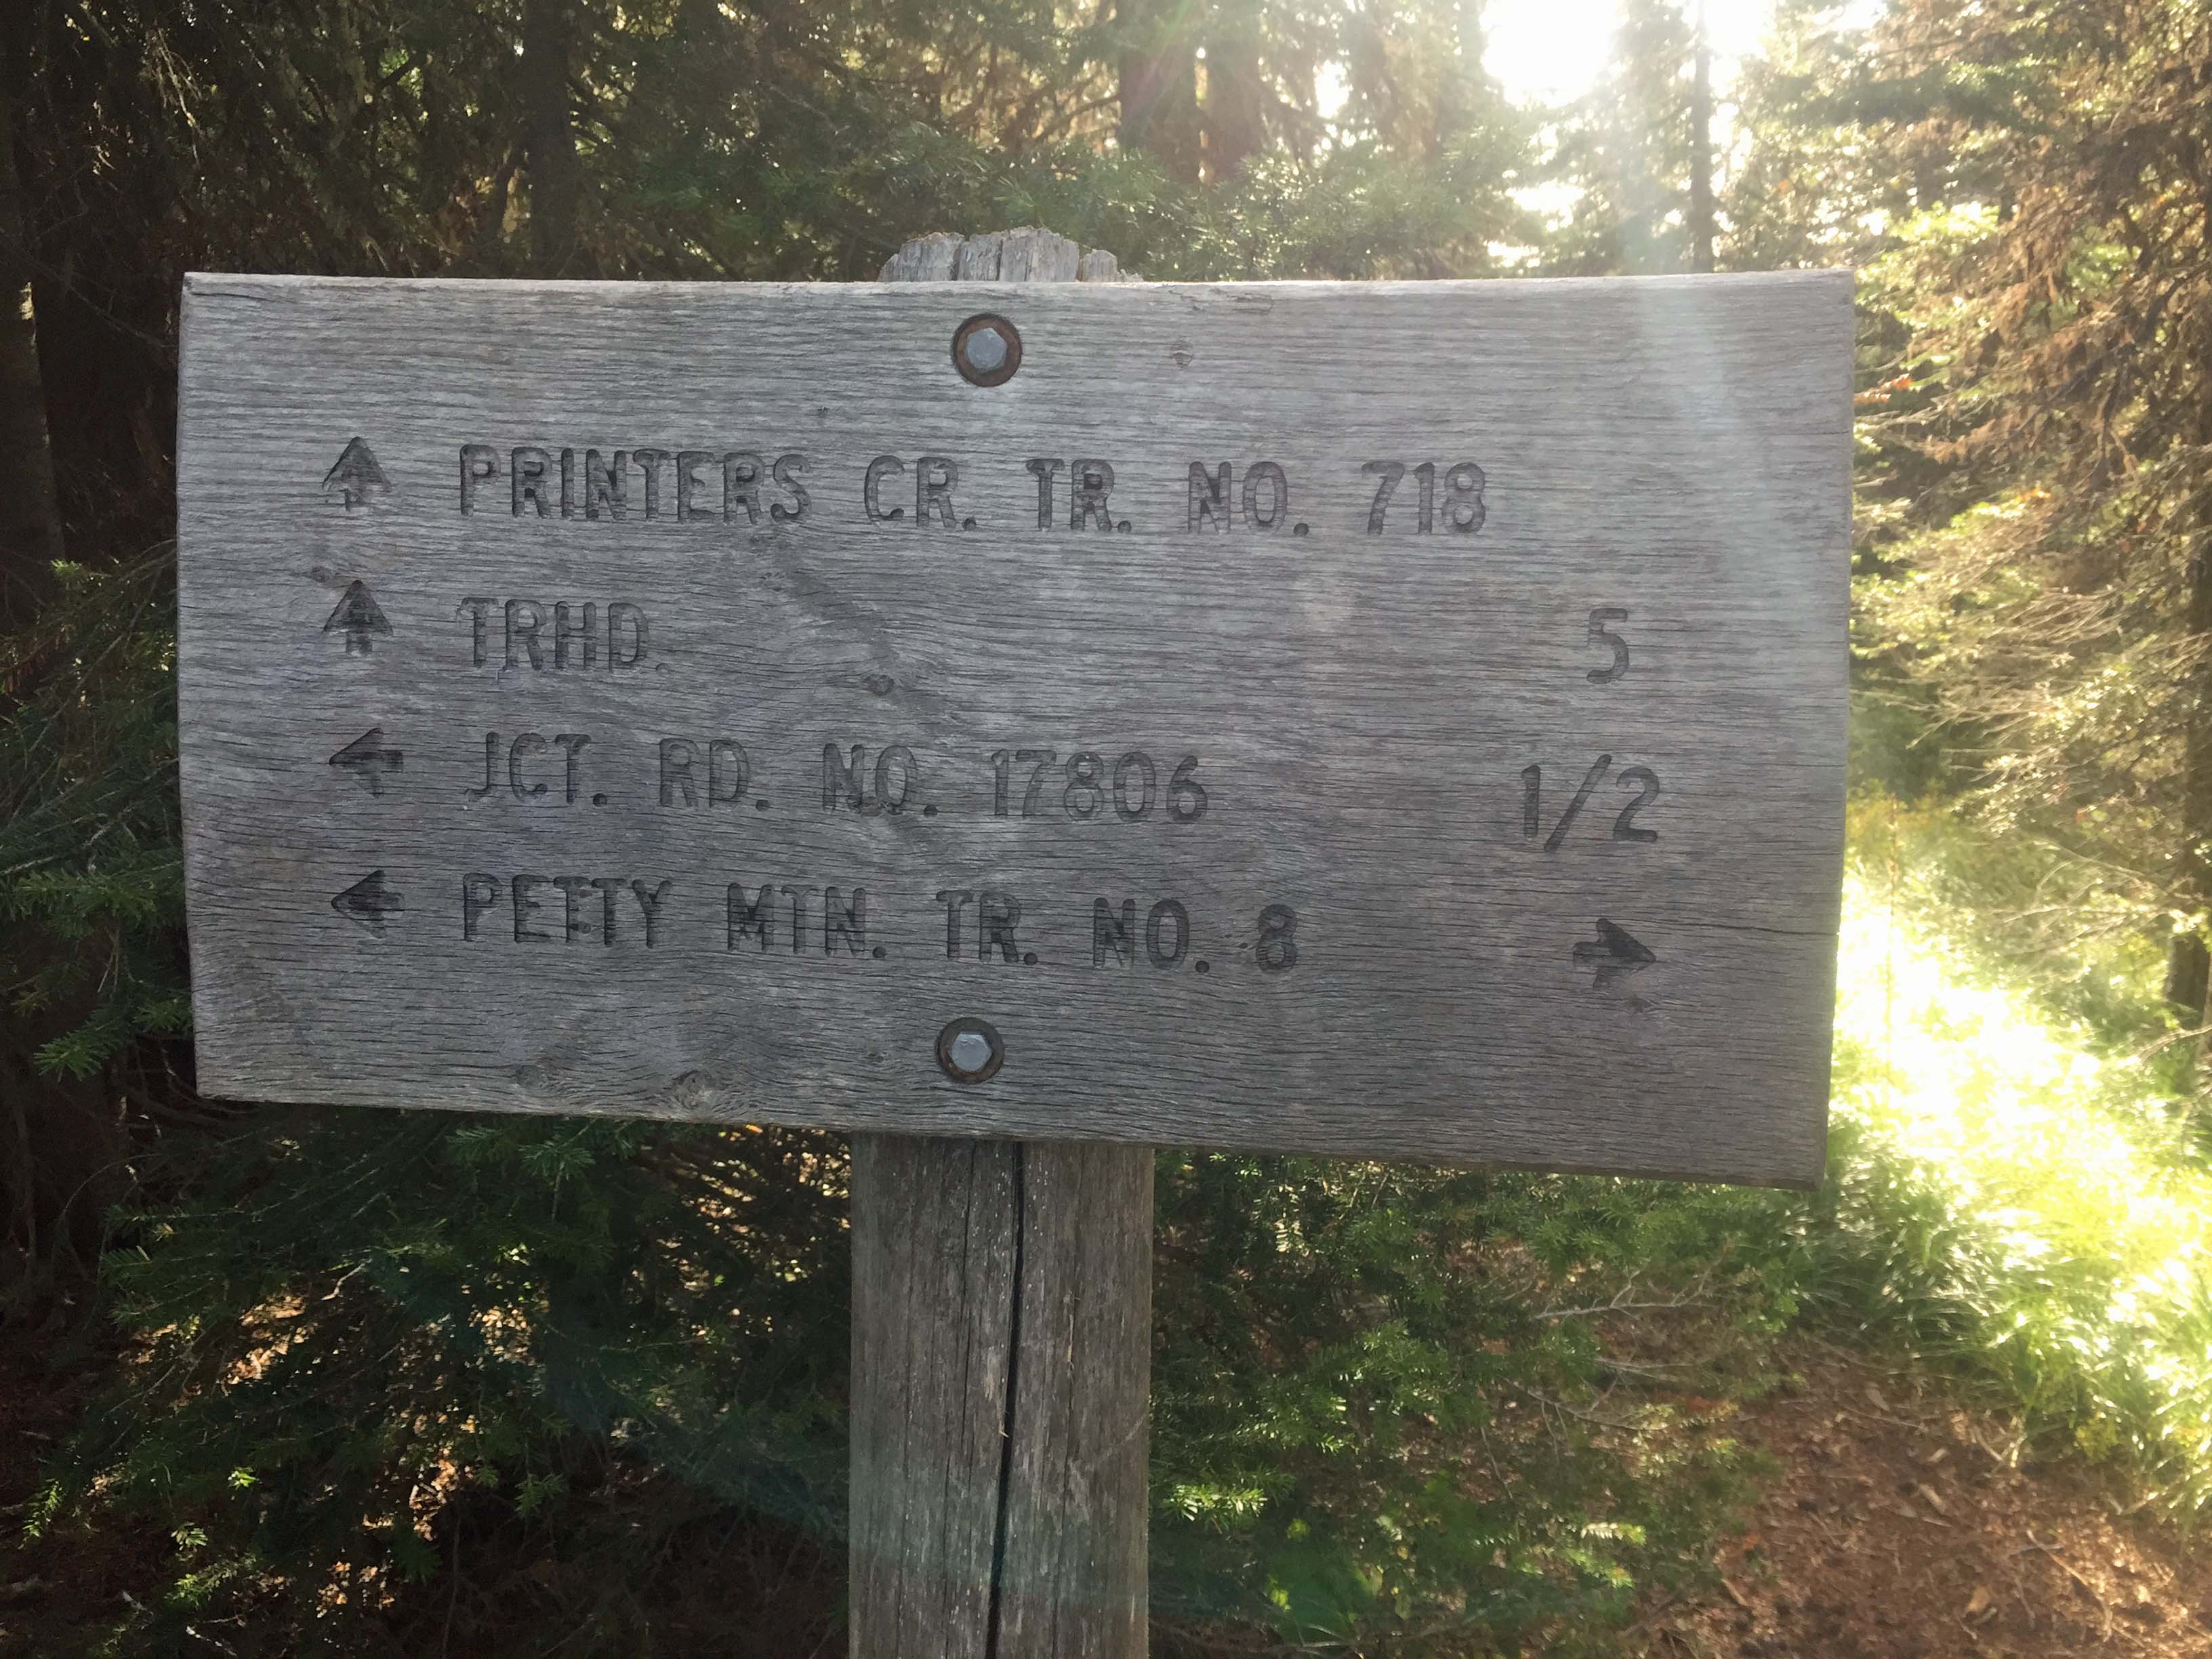 ↑ PRINTERS CR. TR. NO. 718
↑ TRHD. 5
← JCT. RD. NO. 17806 1/2
← PETTY MTN. TR. NO. 8 →